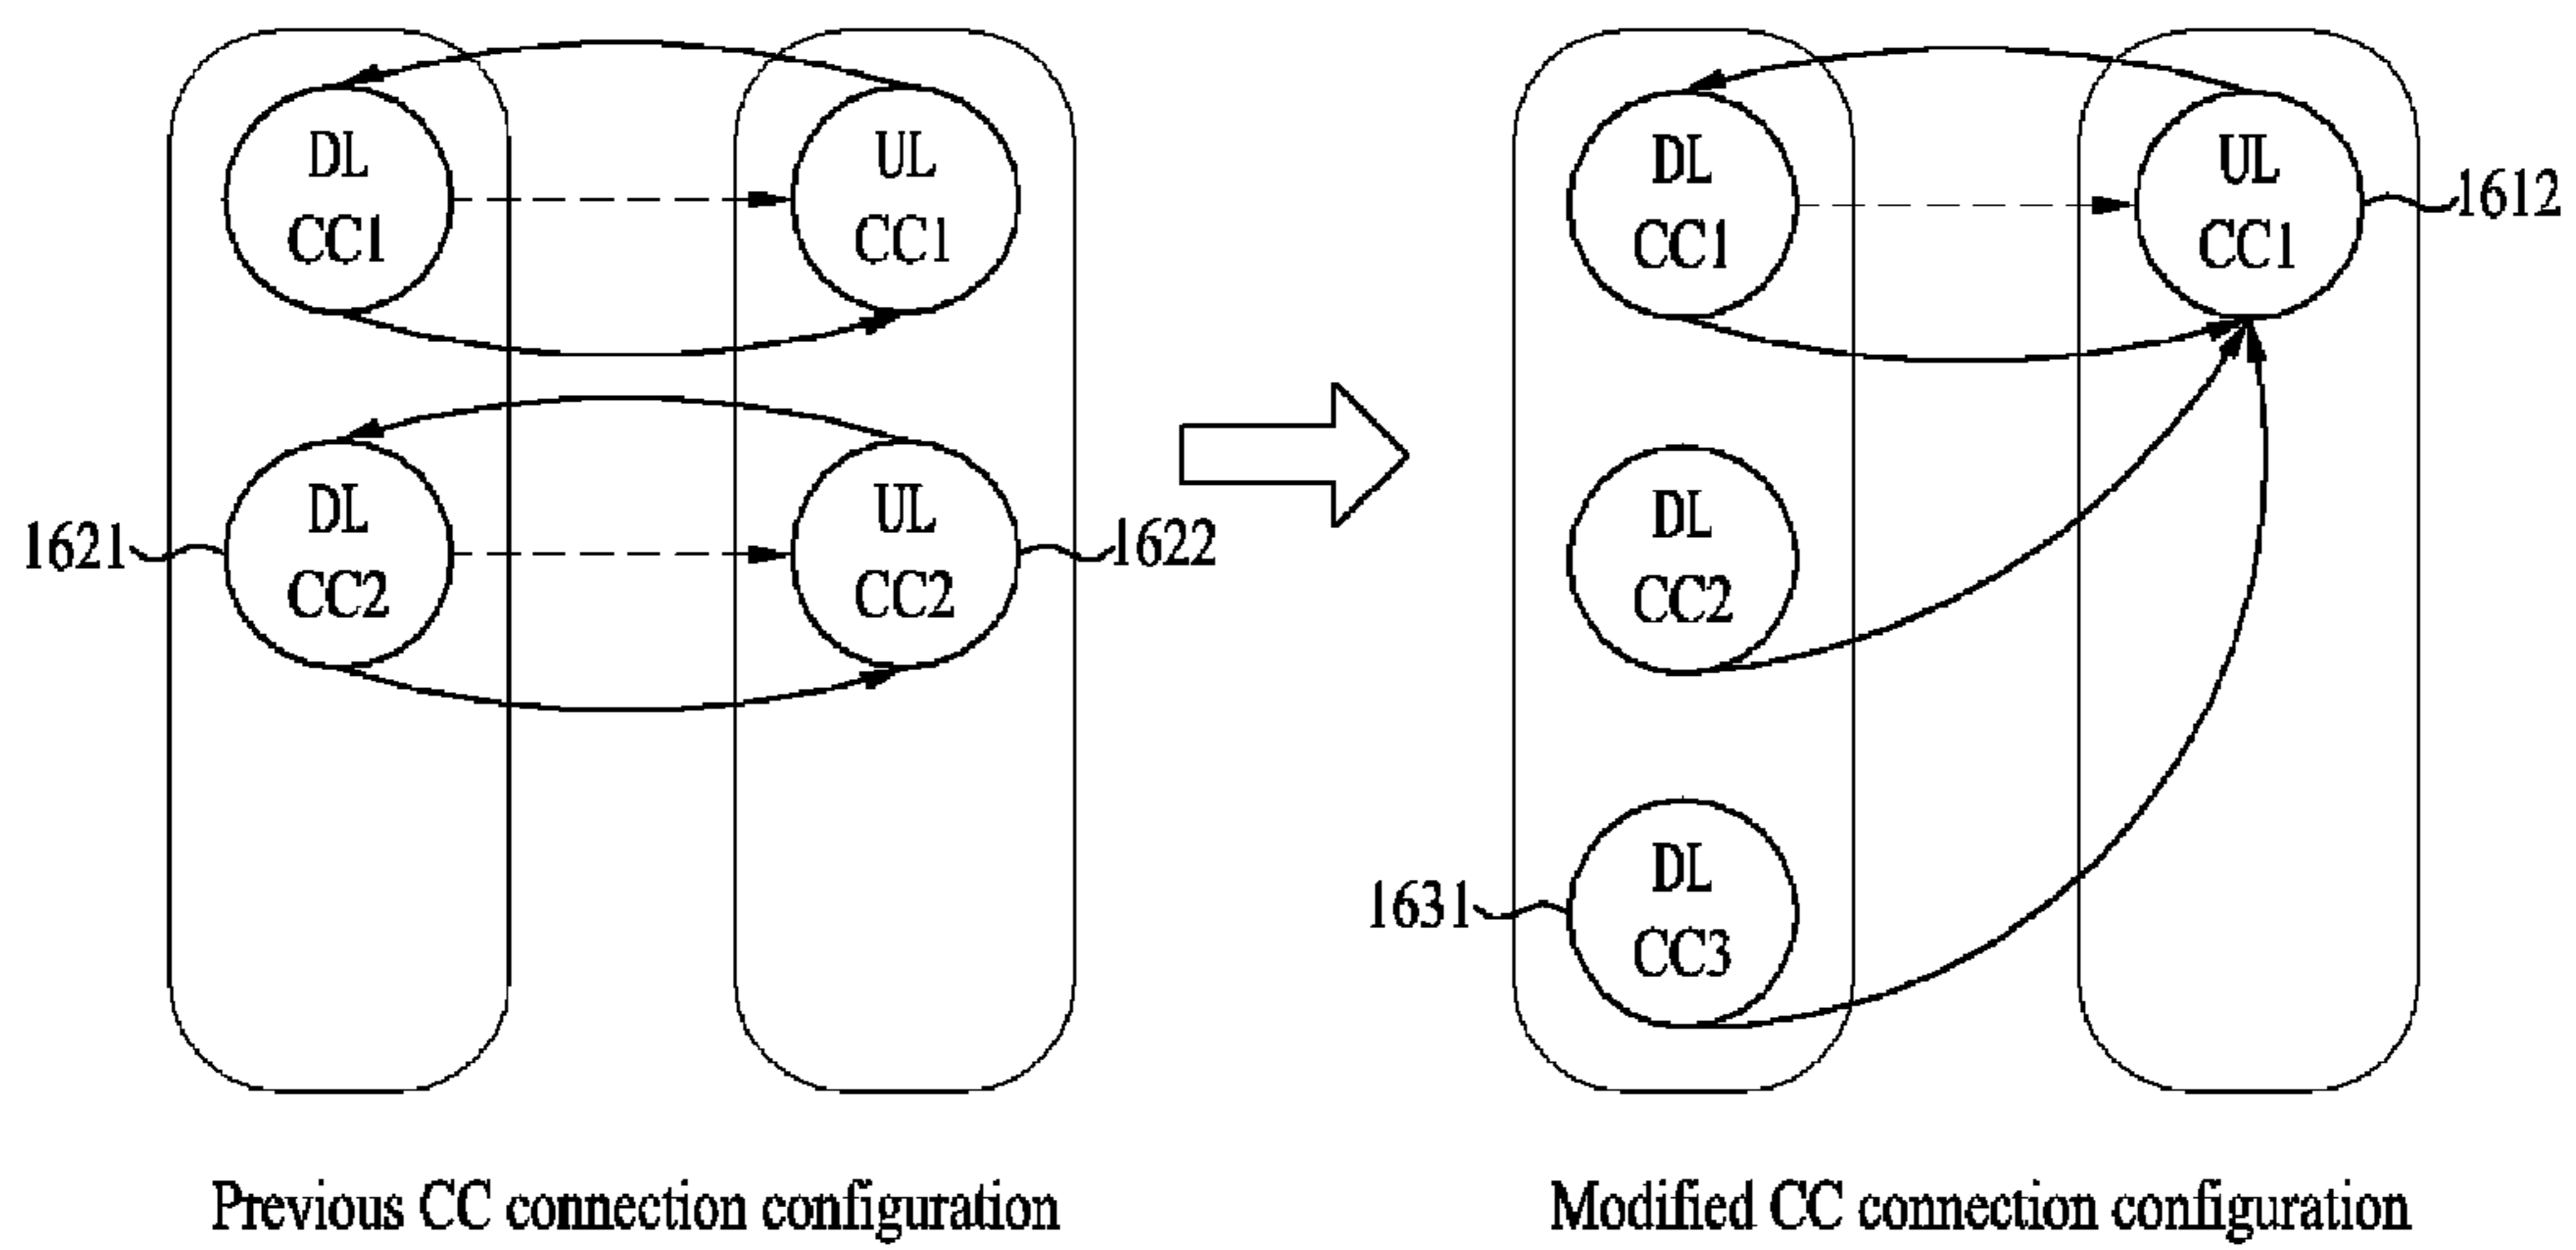 DL
CC1
UL
CC1
DL
CC2
UL
CC2
1621
1622
Previous CC connection configuration
DL
CC1
UL
CC1
1612
DL
CC2
DL
CC3
1631
Modified CC connection configuration